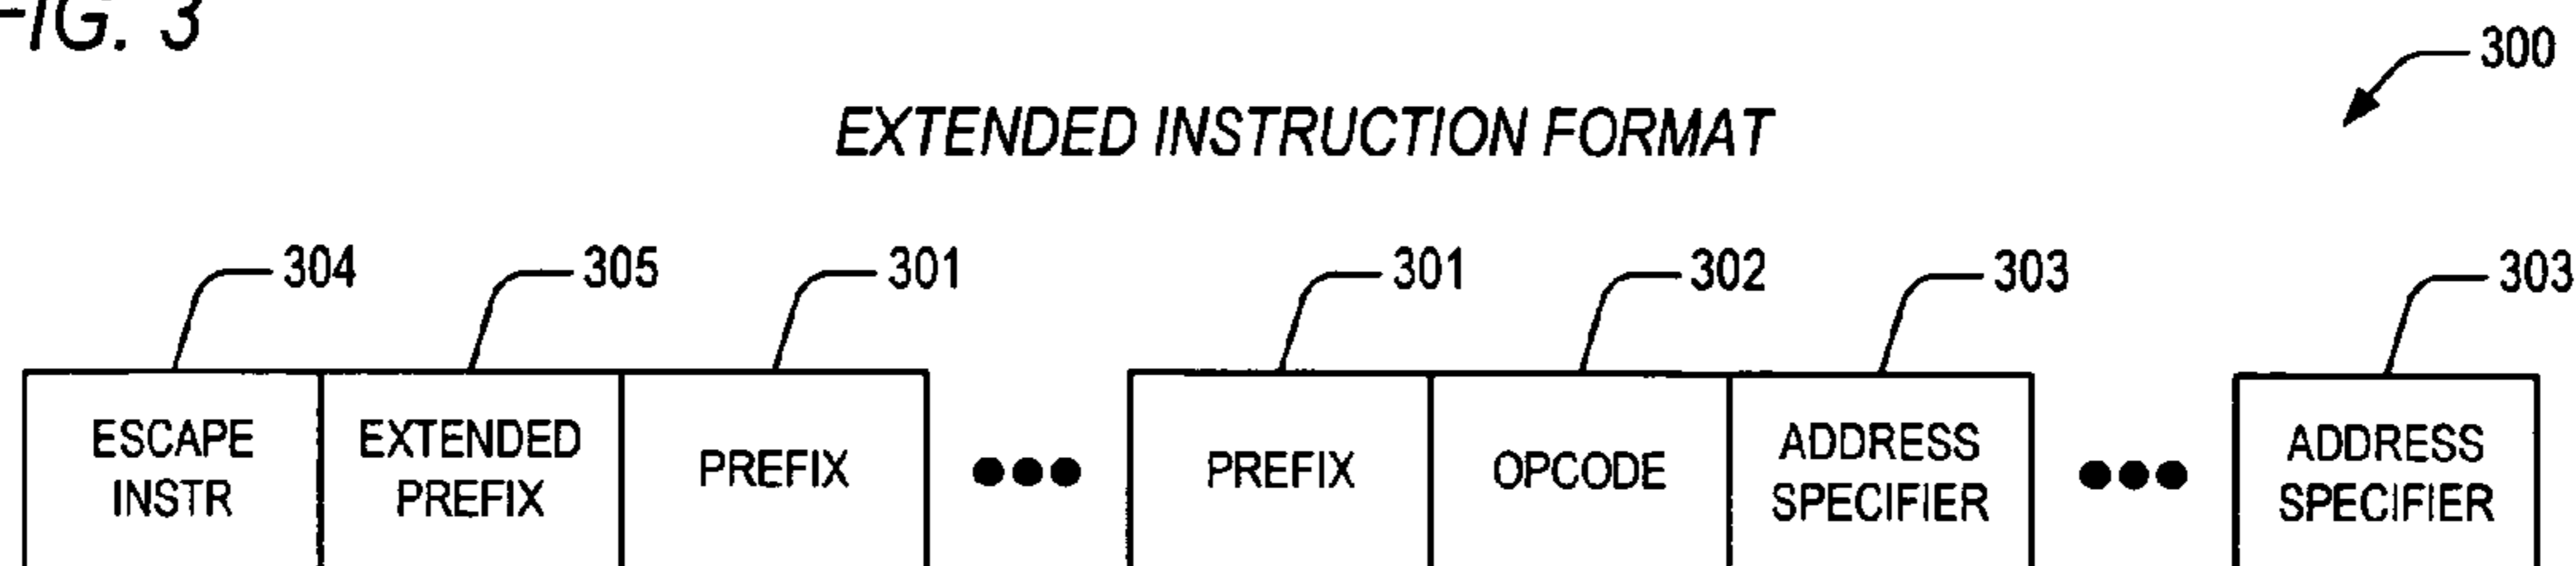 FIG. 3
300
EXTENDED INSTRUCTION FORMAT
304 305 301 301 302 303 303
ESCAPE INSTR EXTENDED PREFIX PREFIX ●●● PREFIX OPCODE ADDRESS SPECIFIER ●●● ADDRESS SPECIFIER